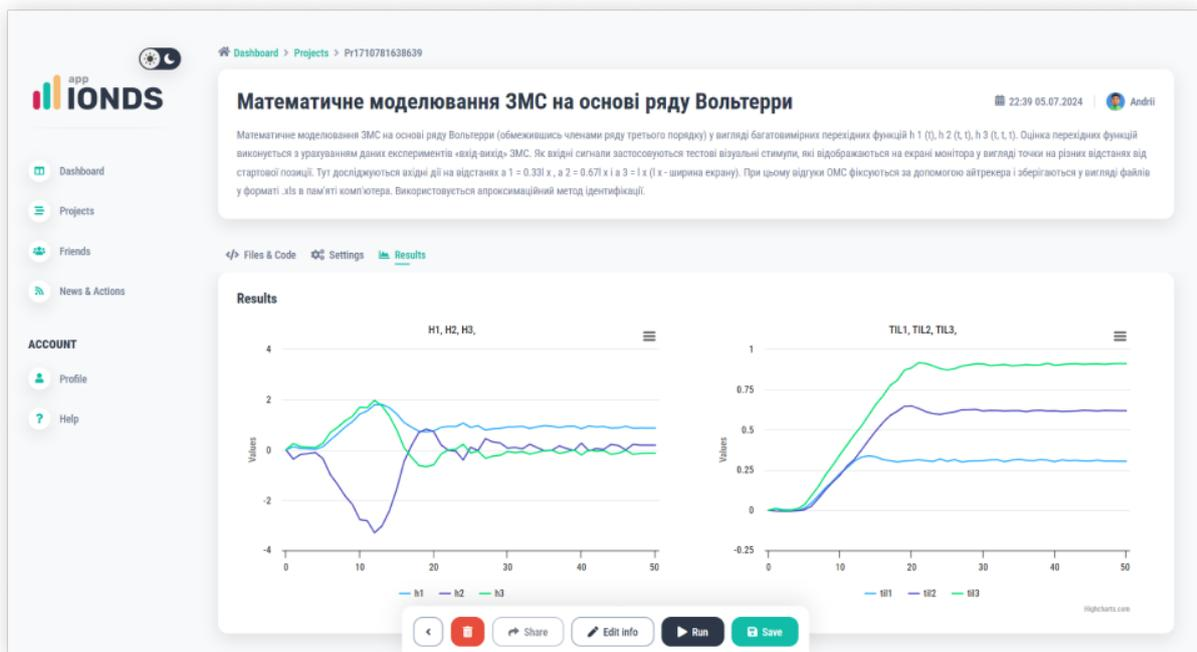 app
IONDS
Dashboard
Projects
Friends
News & Actions
ACCOUNT
Profile
Help
Dashboard > Projects > Pr1710781638639
Математичне моделювання ЗМС на основі ряду Вольтерри
22:39 05.07.2024
Andrii
Математичне моделювання ЗМС на основі ряду Вольтерри (обмежившись членами ряду третього порядку) у вигляді багатовимірних перехідних функцій h 1 (t), h 2 (t, t), h 3 (t, t, t). Оцінка перехідних функцій
виконується з урахуванням даних експериментів «вхід-вихід» ЗМС. Як вхідні сигнали застосовуються тестові візуальні стимули, які відображаються на екрані монітора у вигляді точки на різних відстанях від
стартової позиції. Тут досліджуються вхідні дії на відстанях a 1 = 0.33l x , a 2 = 0.67l x і a 3 = l x (l x - ширина екрану). При цьому відгуки ОМС фіксуються за допомогою айтрекера і зберігаються у вигляді файлів
у форматі .xls в пам'яті комп'ютера. Використовується апроксимаційний метод ідентифікації.
</> Files & Code
Settings
Results
Results
H1, H2, H3,
4
2
0
-2
-4
Values
0 10 20 30 40 50
h1 h2 h3
TIL1, TIL2, TIL3,
1
0.75
0.5
0.25
0
-0.25
Values
0 10 20 30 40 50
til1 til2 til3
Highcharts.com
Share
Edit info
Run
Save